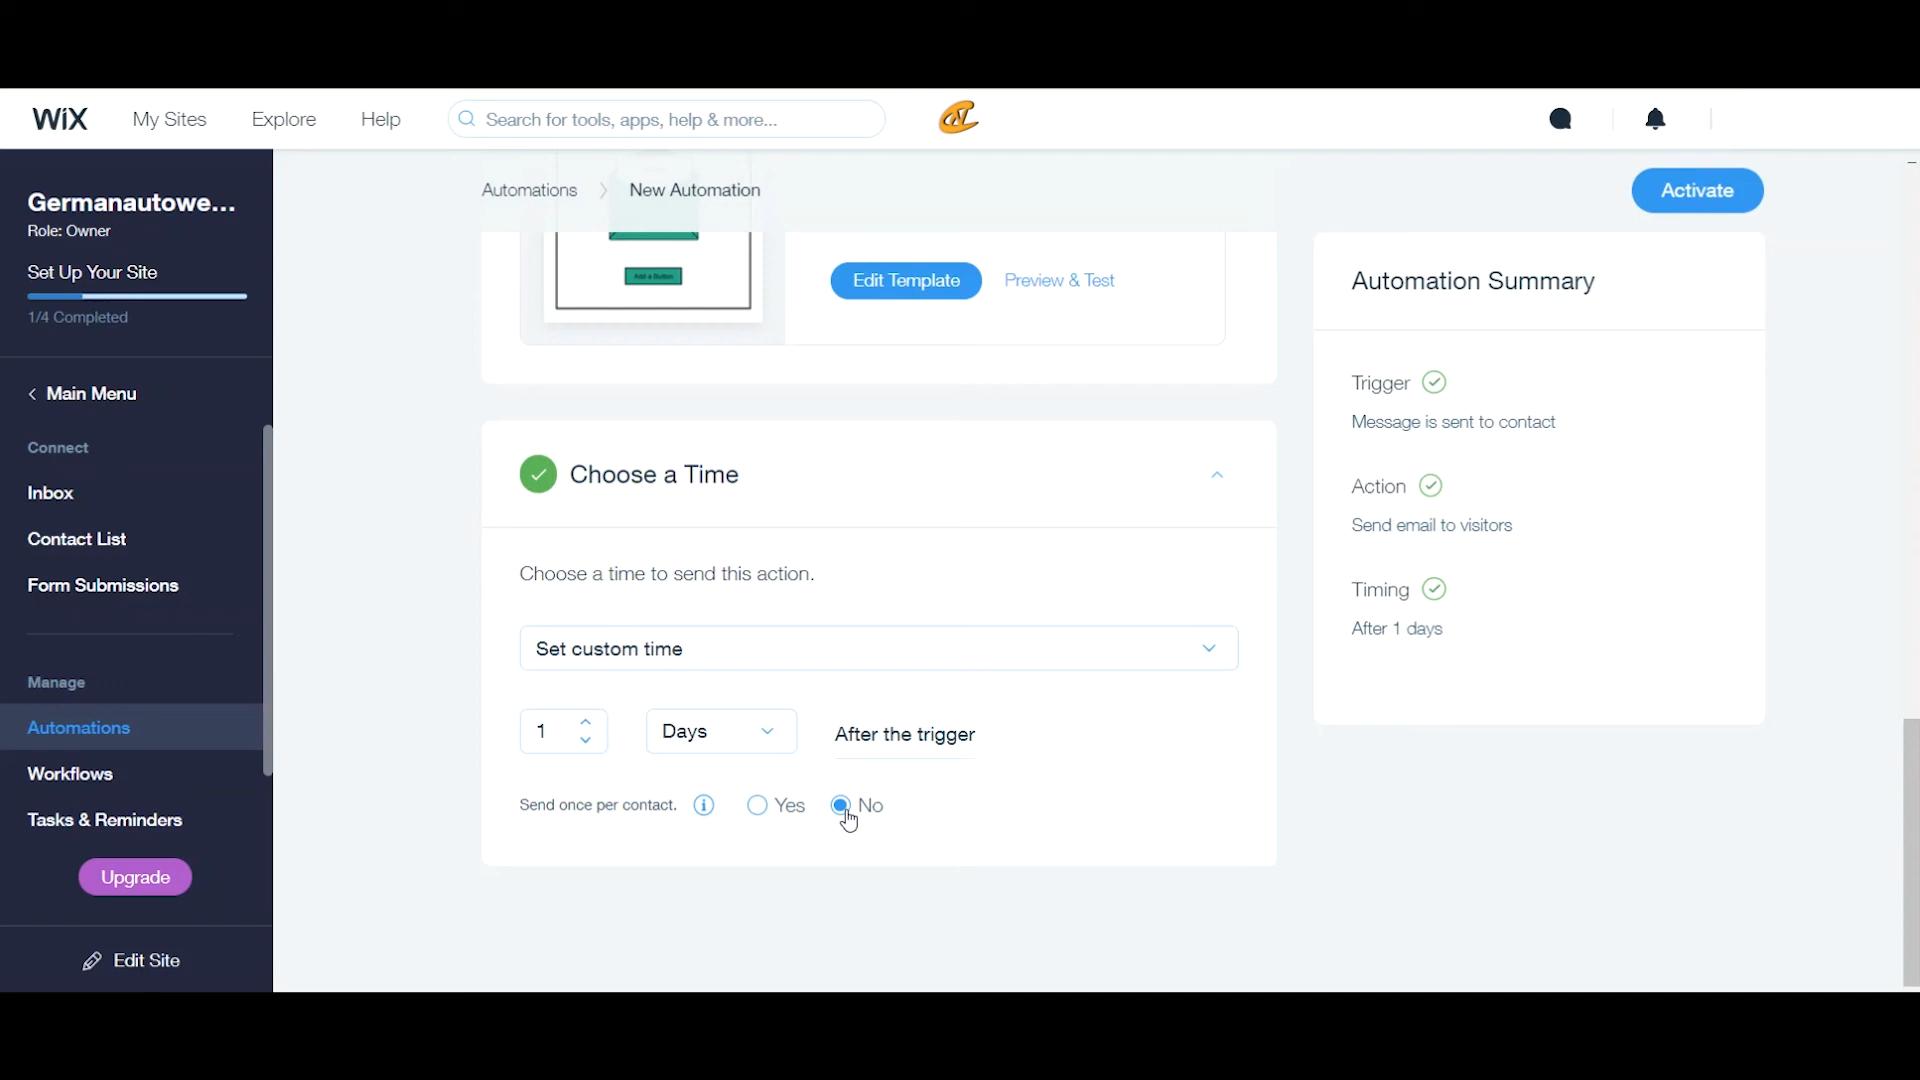 WiX
My Sites
Explore
Help
Search for tools, apps, help & more...
Germanautowe...
Role: Owner
Set Up Your Site
1/4 Completed
Main Menu
Connect
Inbox
Contact List
Form Submissions
Manage
Automations
Workflows
Tasks & Reminders
Upgrade
Edit Site
Automations
New Automation
Activate
Add a Button
Edit Template
Preview & Test
Choose a Time
Choose a time to send this action.
Set custom time
1
Days
After the trigger
Send once per contact.
Yes
No
Automation Summary
Trigger
Message is sent to contact
Action
Send email to visitors
Timing
After 1 days